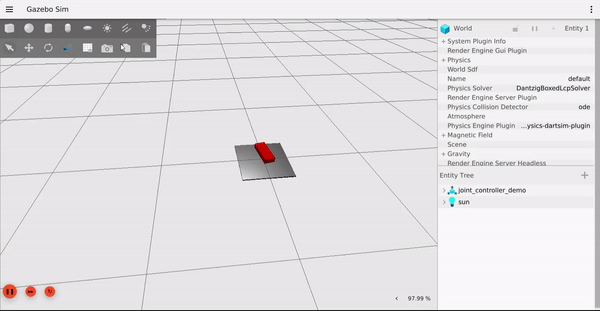 Gazebo Sim
World
Entity 1
System Plugin Info
Render Engine Gui Plugin
Physics
World Sdf
Name default
Physics Solver DantzigBoxedLcpSolver
Render Engine Server Plugin
Physics Collision Detector ode
Atmosphere
Physics Engine Plugin ...ysics-dartsim-plugin
Magnetic Field
Scene
Gravity
Render Engine Server Headless
Entity Tree
joint_controller_demo
sun
97.99 %